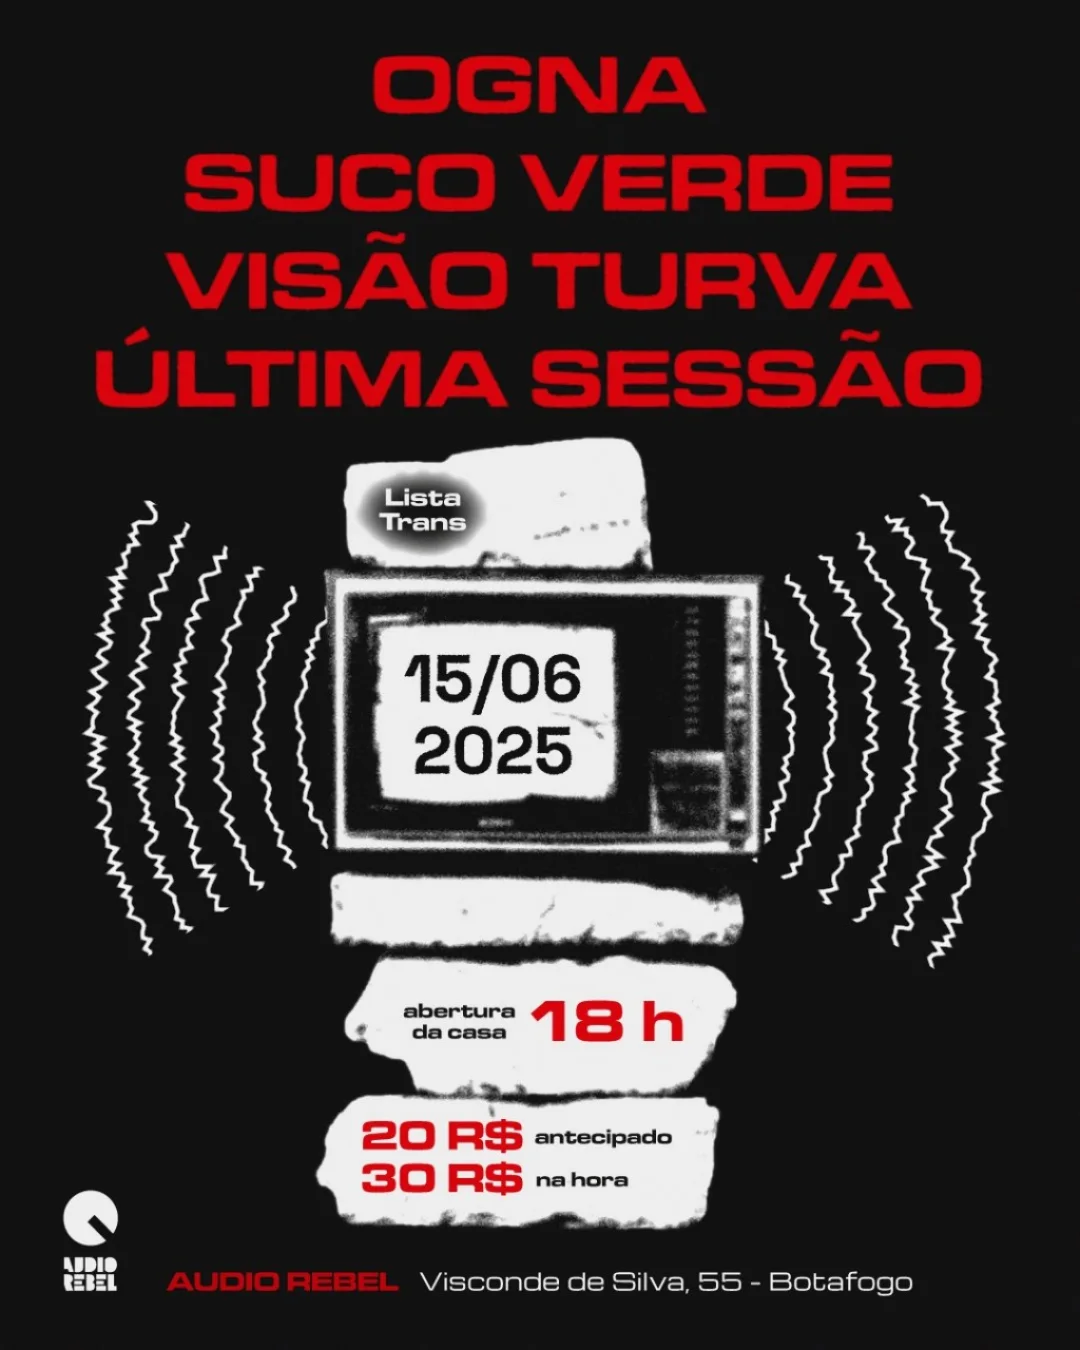 OGNA
SUCO VERDE
VISÃO TURVA
ÚLTIMA SESSÃO
Lista
Trans
15/06
2025
abertura
da casa 18 h
20 R$ antecipado
30 R$ na hora
AUDIO
REBEL
AUDIO REBEL Visconde de Silva, 55 - Botafogo